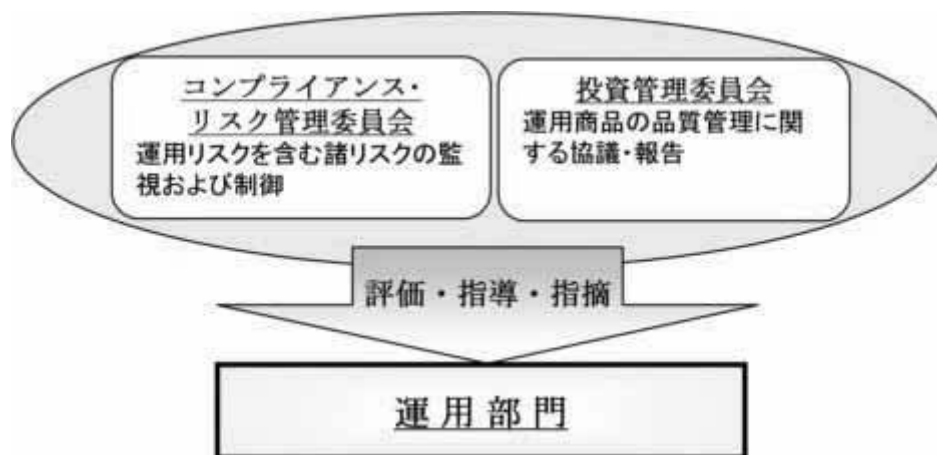 コンプライアンス・
リスク管理委員会
運用リスクを含む諸リスクの監
視および制御
投資管理委員会
運用商品の品質管理に関
する協議・報告
評価・指導・指摘
運用部門